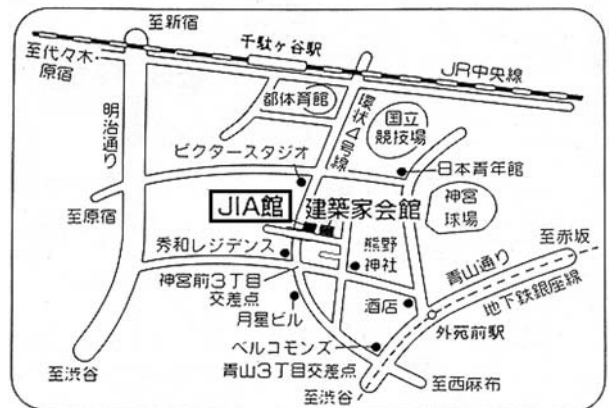 至新宿
千駄ヶ谷駅
至代々木・
原宿
JR中央線
都体育館
環状4号線
国立
競技場
明治通り
ビクタースタジオ
日本青年館
JIA館
建築家会館
神宮
球場
至原宿
秀和レジデンス
熊野
神社
至赤坂
青山通り
地下鉄銀座線
神宮前3丁目
交差点
酒店
月星ビル
外苑前駅
ベルコモンズ
青山3丁目交差点
至渋谷
至渋谷
至西麻布